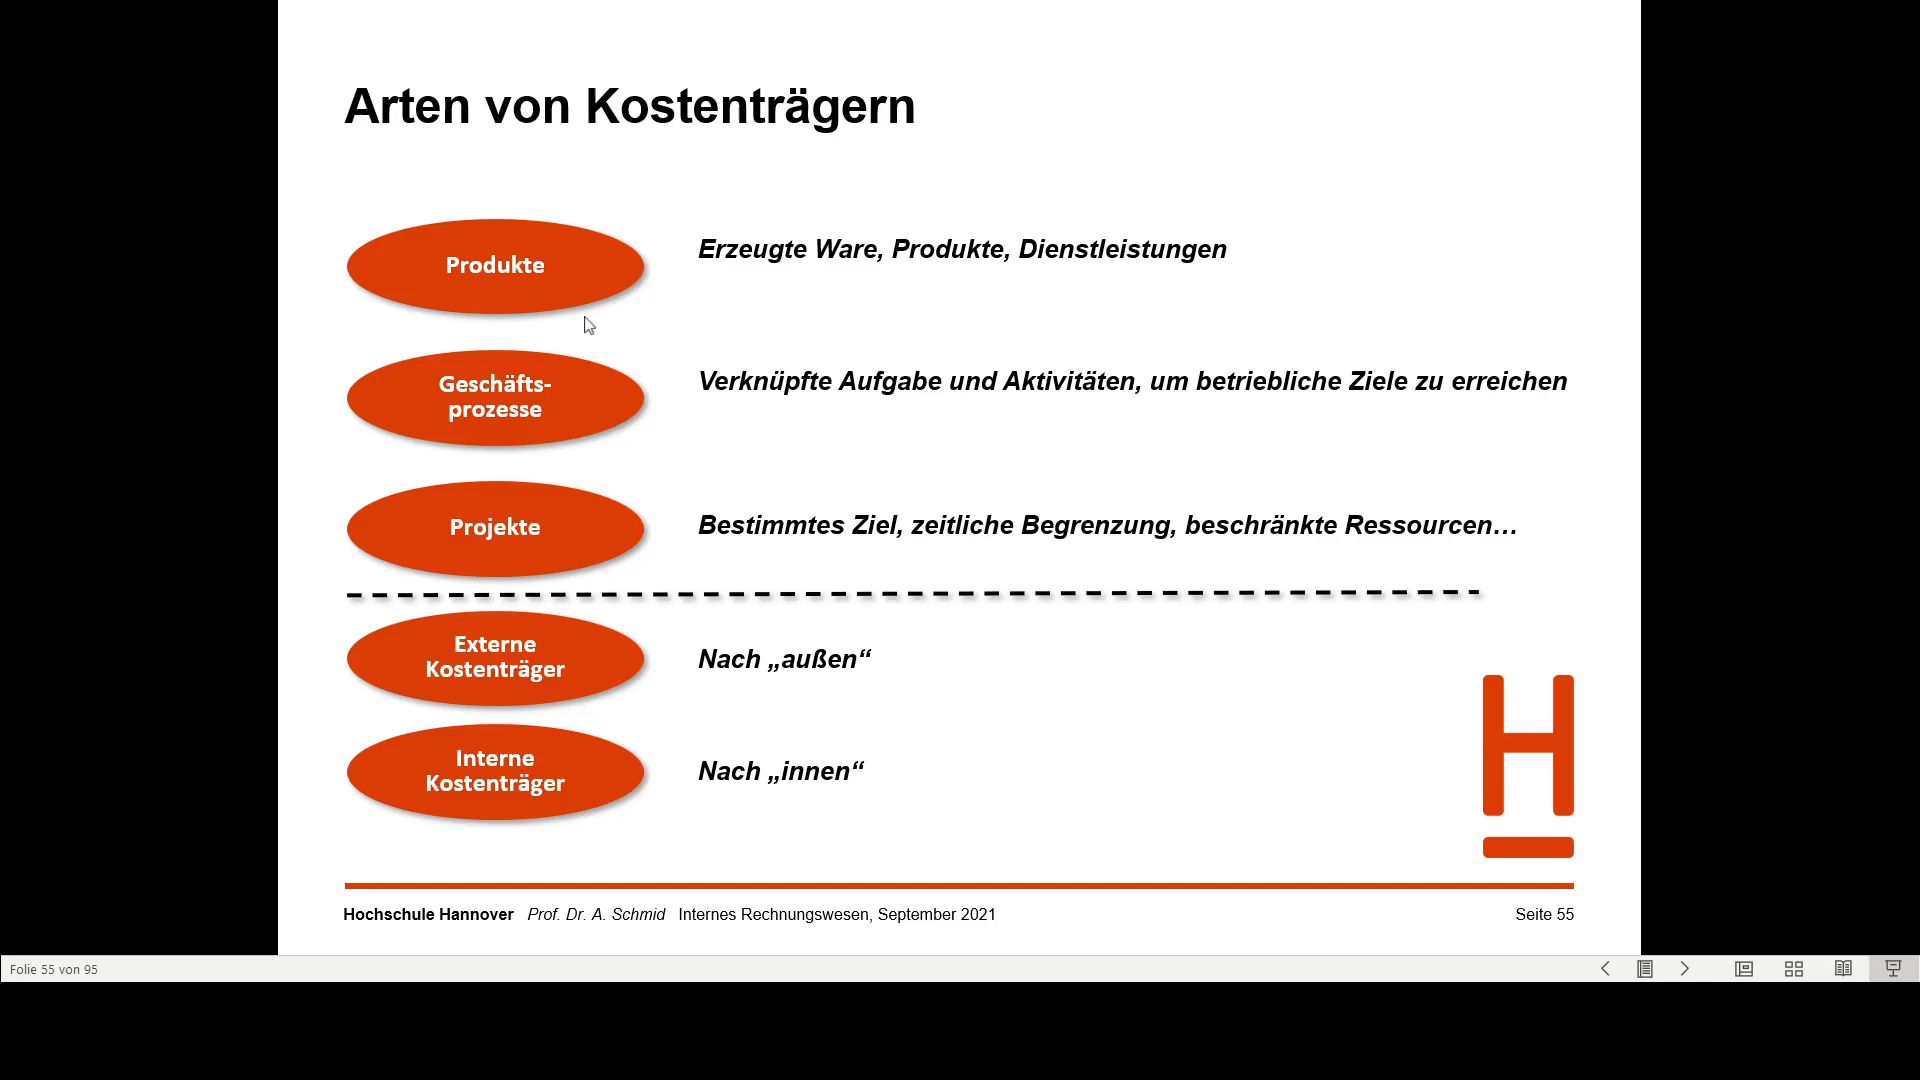 Arten von Kostenträgern
Produkte
Erzeugte Ware, Produkte, Dienstleistungen
Geschäfts-
prozesse
Verknüpfte Aufgabe und Aktivitäten, um betriebliche Ziele zu erreichen
Projekte
Bestimmtes Ziel, zeitliche Begrenzung, beschränkte Ressourcen…
Externe
Kostenträger
Nach „außen“
Interne
Kostenträger
Nach „innen“
H
Hochschule Hannover Prof. Dr. A. Schmid Internes Rechnungswesen, September 2021 Seite 55
Folie 55 von 95